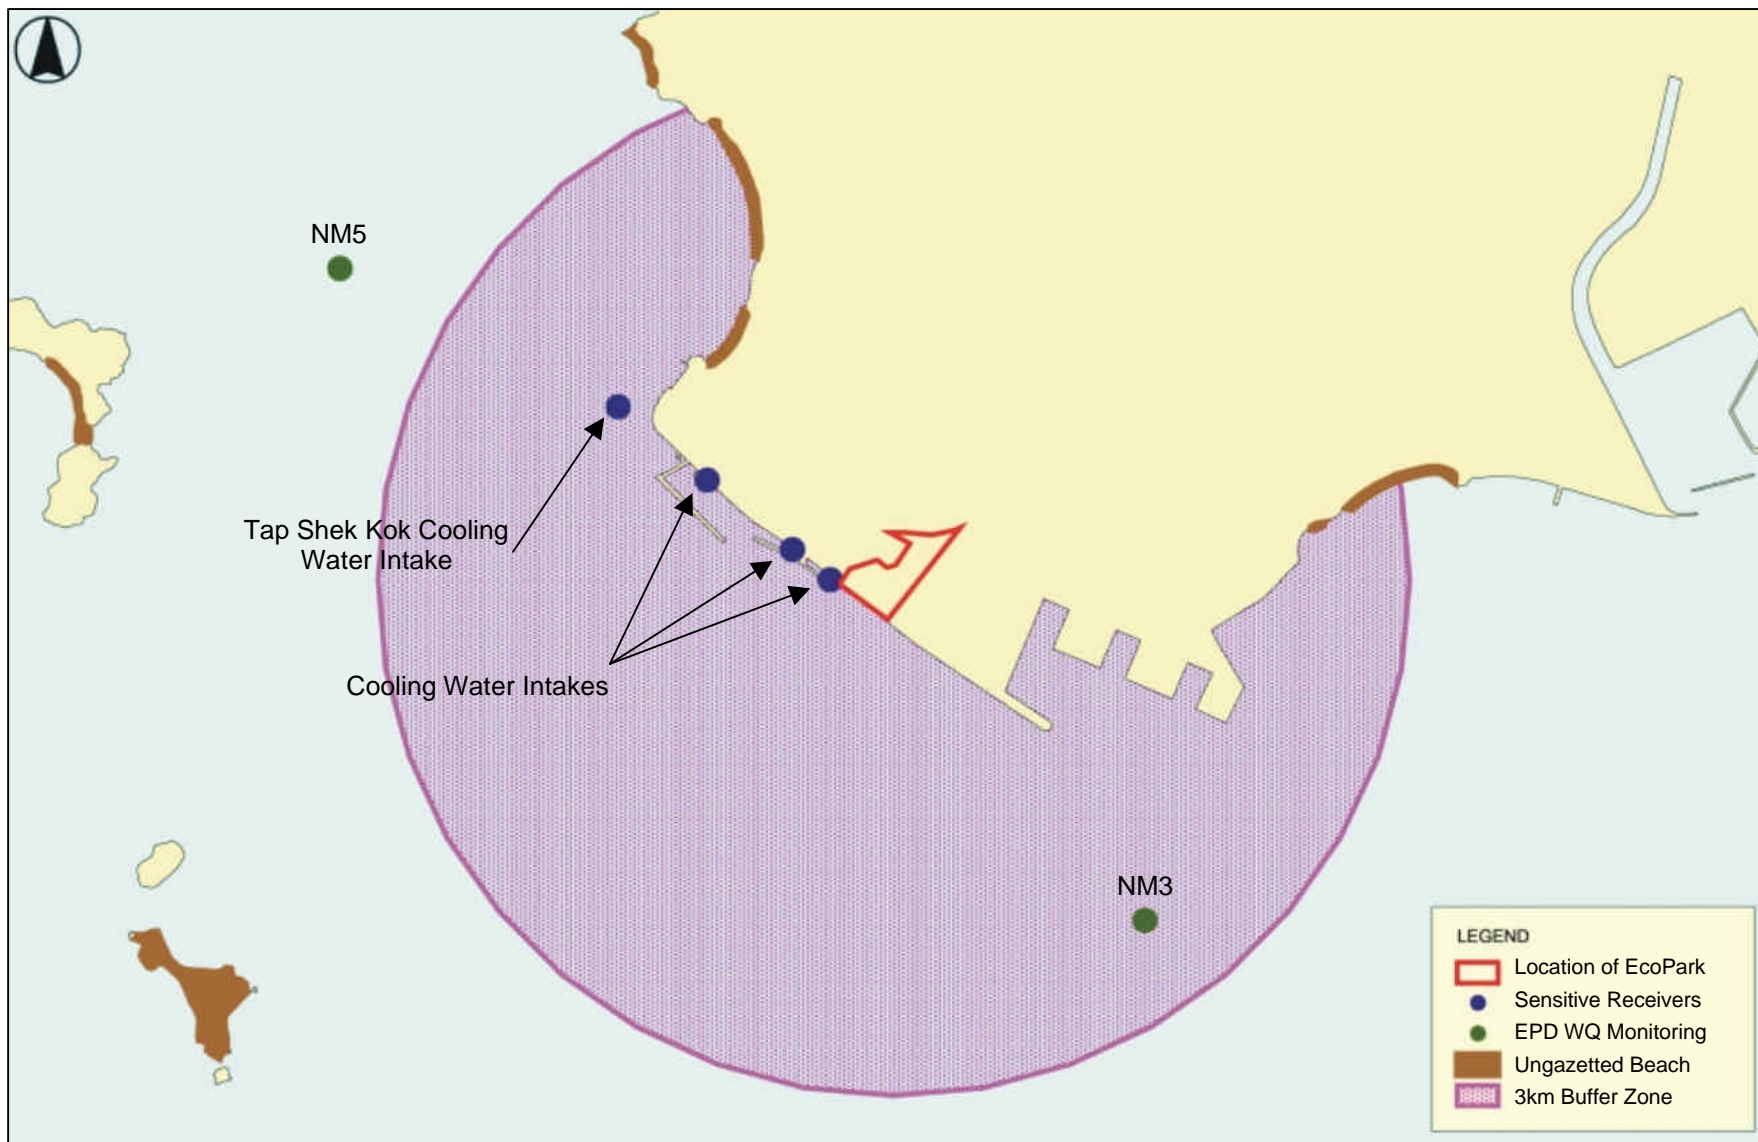 NM5
Tap Shek Kok Cooling
Water Intake
Cooling Water Intakes
NM3
LEGEND
Location of EcoPark
Sensitive Receivers
EPD WQ Monitoring
Ungazetted Beach
3km Buffer Zone